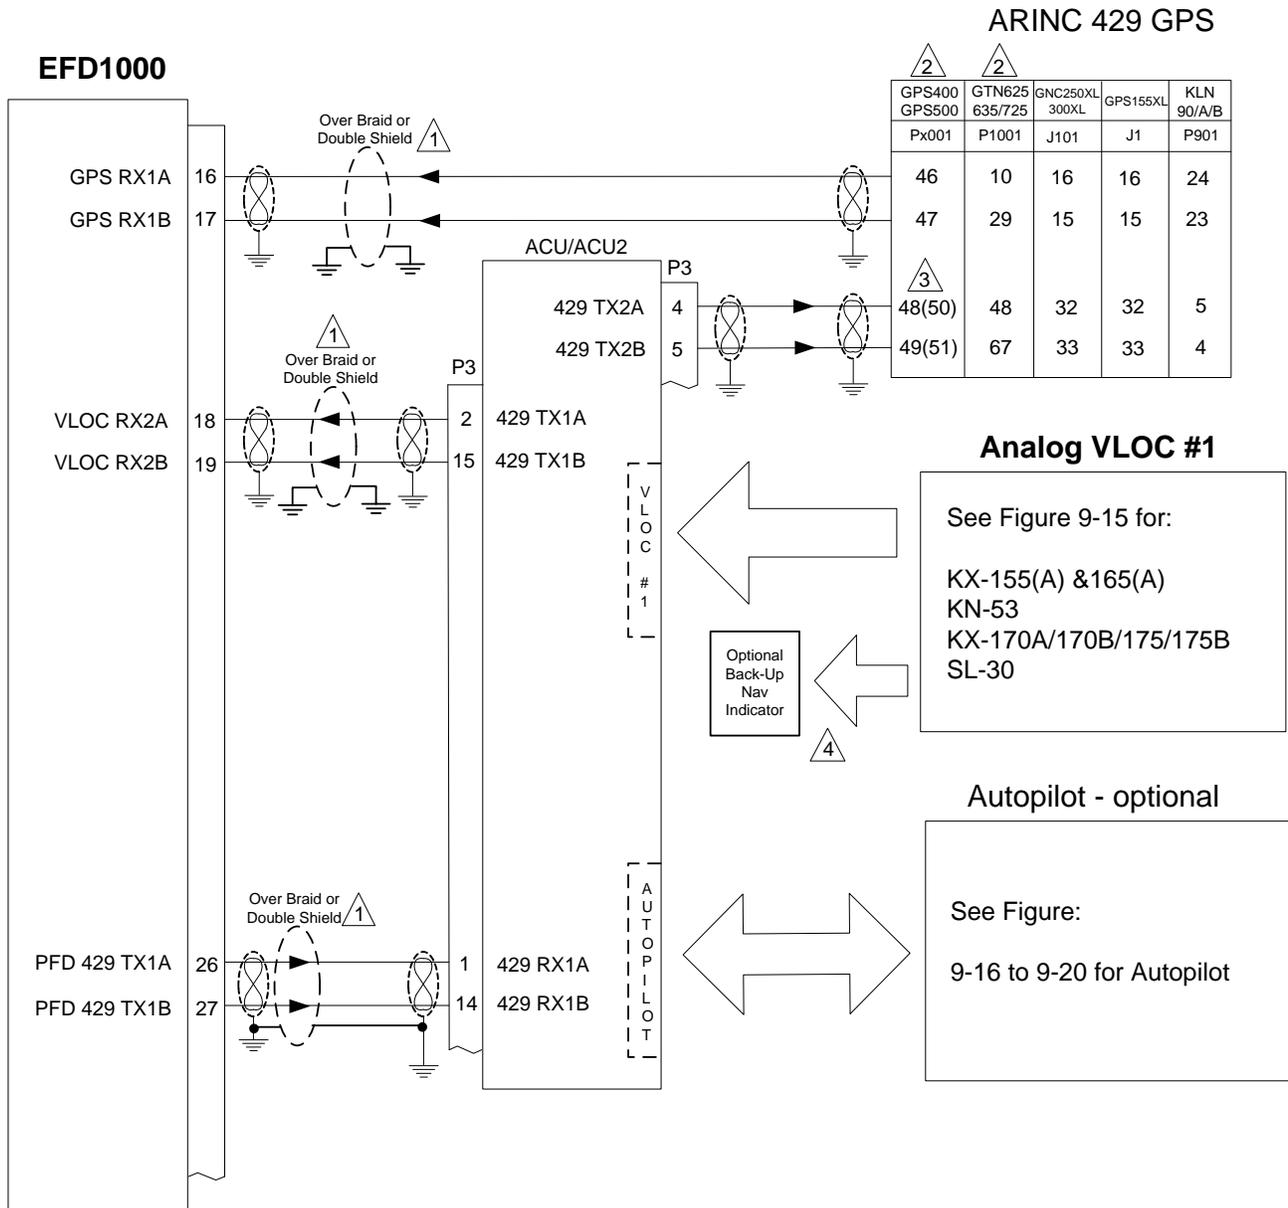 ARINC 429 GPS
EFD1000
2
2
GPS400
GPS500
GTN625
635/725
GNC250XL
300XL
GPS155XL
KLN
90/A/B
Px001
P1001
J101
J1
P901
Over Braid or
Double Shield
1
GPS RX1A
16
46
10
16
16
24
GPS RX1B
17
47
29
15
15
23
ACU/ACU2
P3
3
429 TX2A
4
48(50)
48
32
32
5
429 TX2B
5
49(51)
67
33
33
4
1
Over Braid or
Double Shield
P3
VLOC RX2A
18
2
429 TX1A
VLOC RX2B
19
15
429 TX1B
VLOC #1
Analog VLOC #1
See Figure 9-15 for:
KX-155(A) &165(A)
KN-53
KX-170A/170B/175/175B
SL-30
Optional
Back-Up
Nav
Indicator
4
Autopilot - optional
See Figure:
9-16 to 9-20 for Autopilot
AUTOPILOT
Over Braid or
Double Shield
1
PFD 429 TX1A
26
1
429 RX1A
PFD 429 TX1B
27
14
429 RX1B